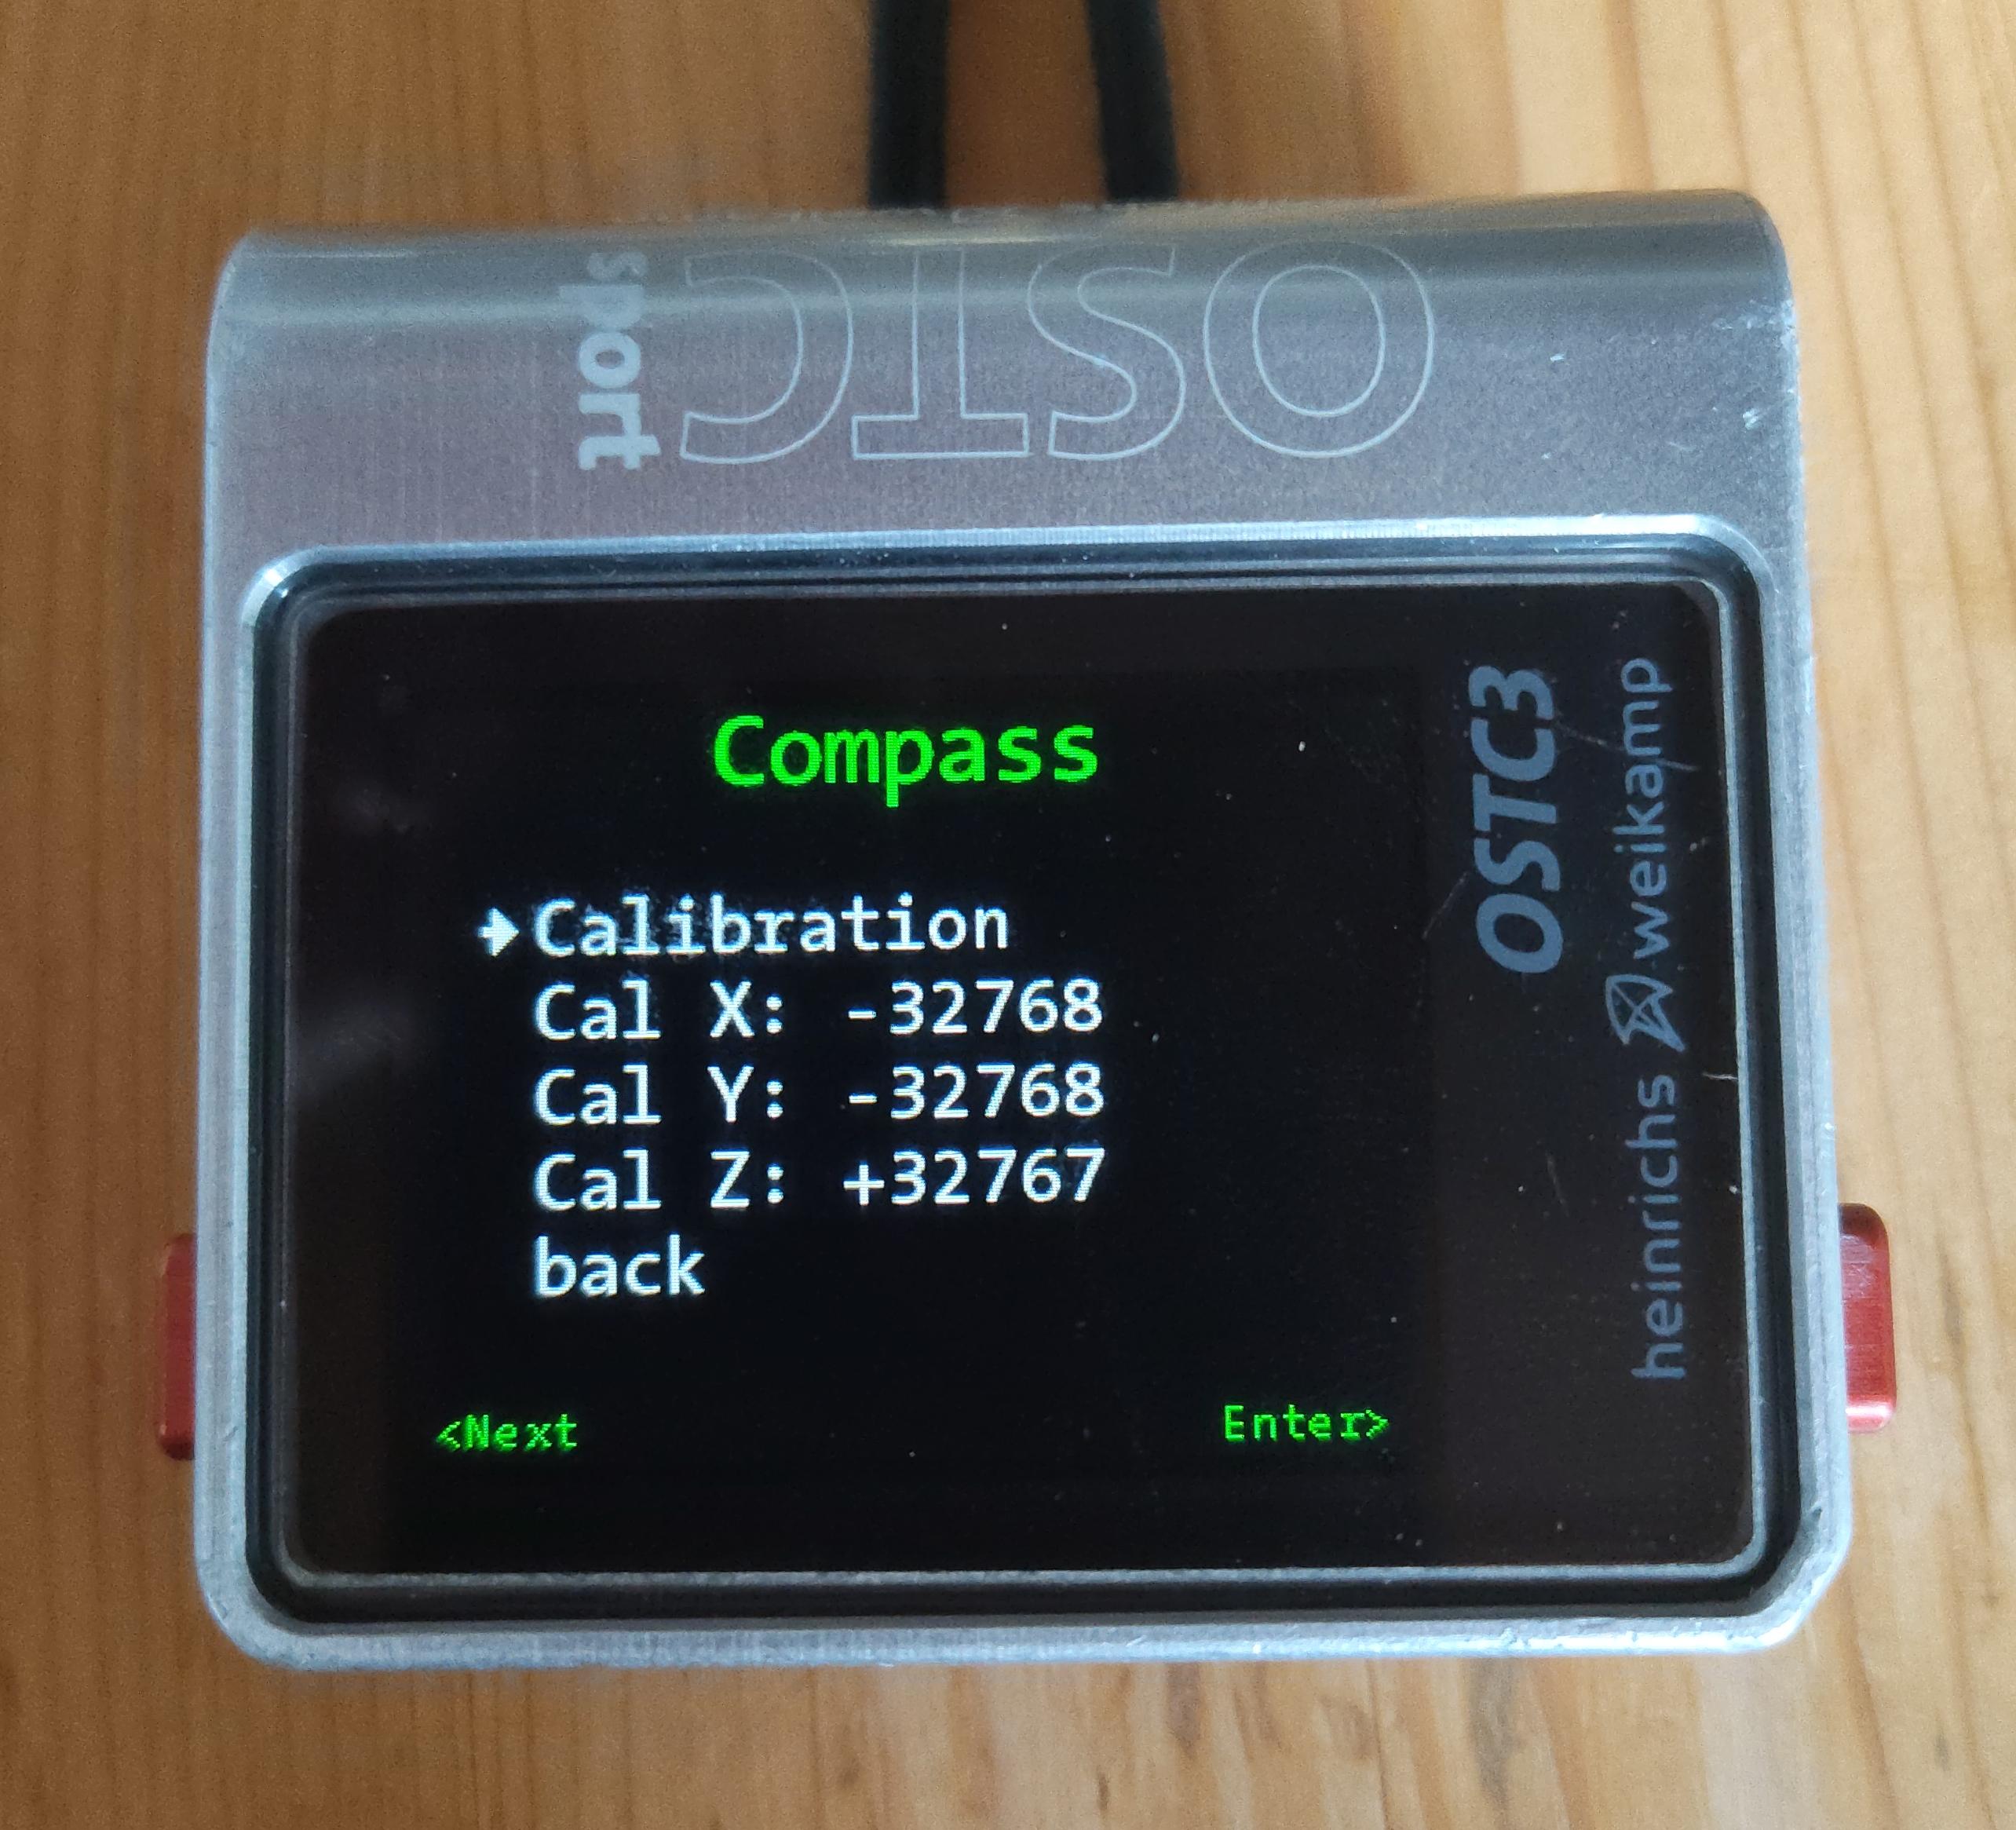 OSTC
sport
Compass
➔Calibration
Cal X: -32768
Cal Y: -32768
Cal Z: +32767
back
<Next
Enter>
OSTC3
heinrichs weikamp